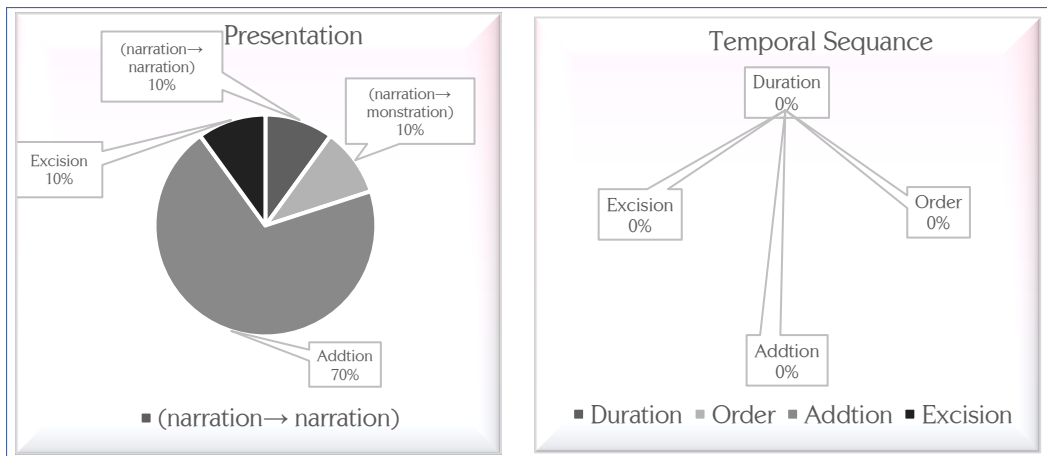 Presentation
(narration→
narration)
10%
(narration→
monstration)
10%
Excision
10%
Addtion
70%
■ (narration→ narration)
Temporal Sequance
Duration
0%
Excision
0%
Order
0%
Addtion
0%
■ Duration ■ Order ■ Addtion ■ Excision